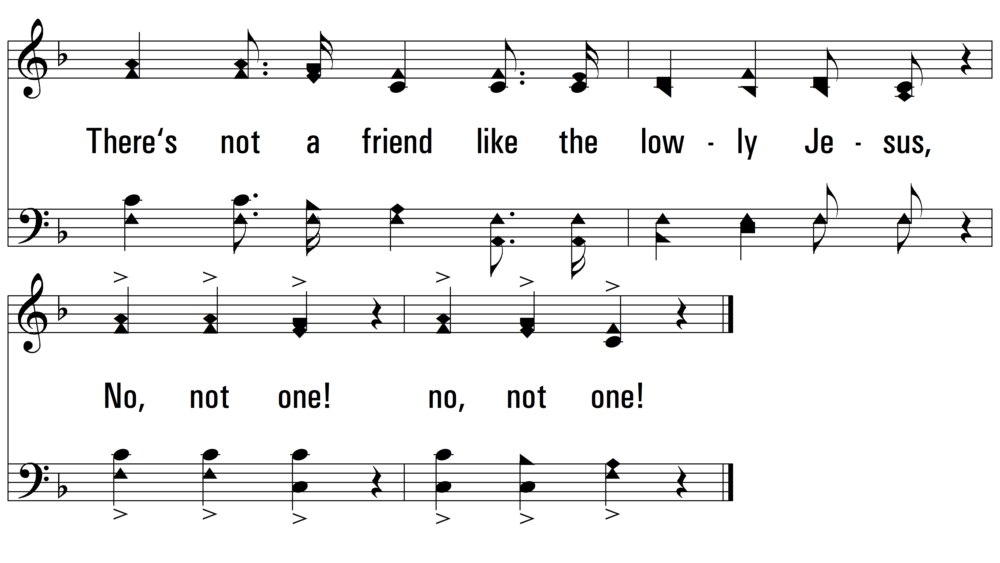 There‘s not a friend like the low - ly Je - sus,
No, not one! no, not one!